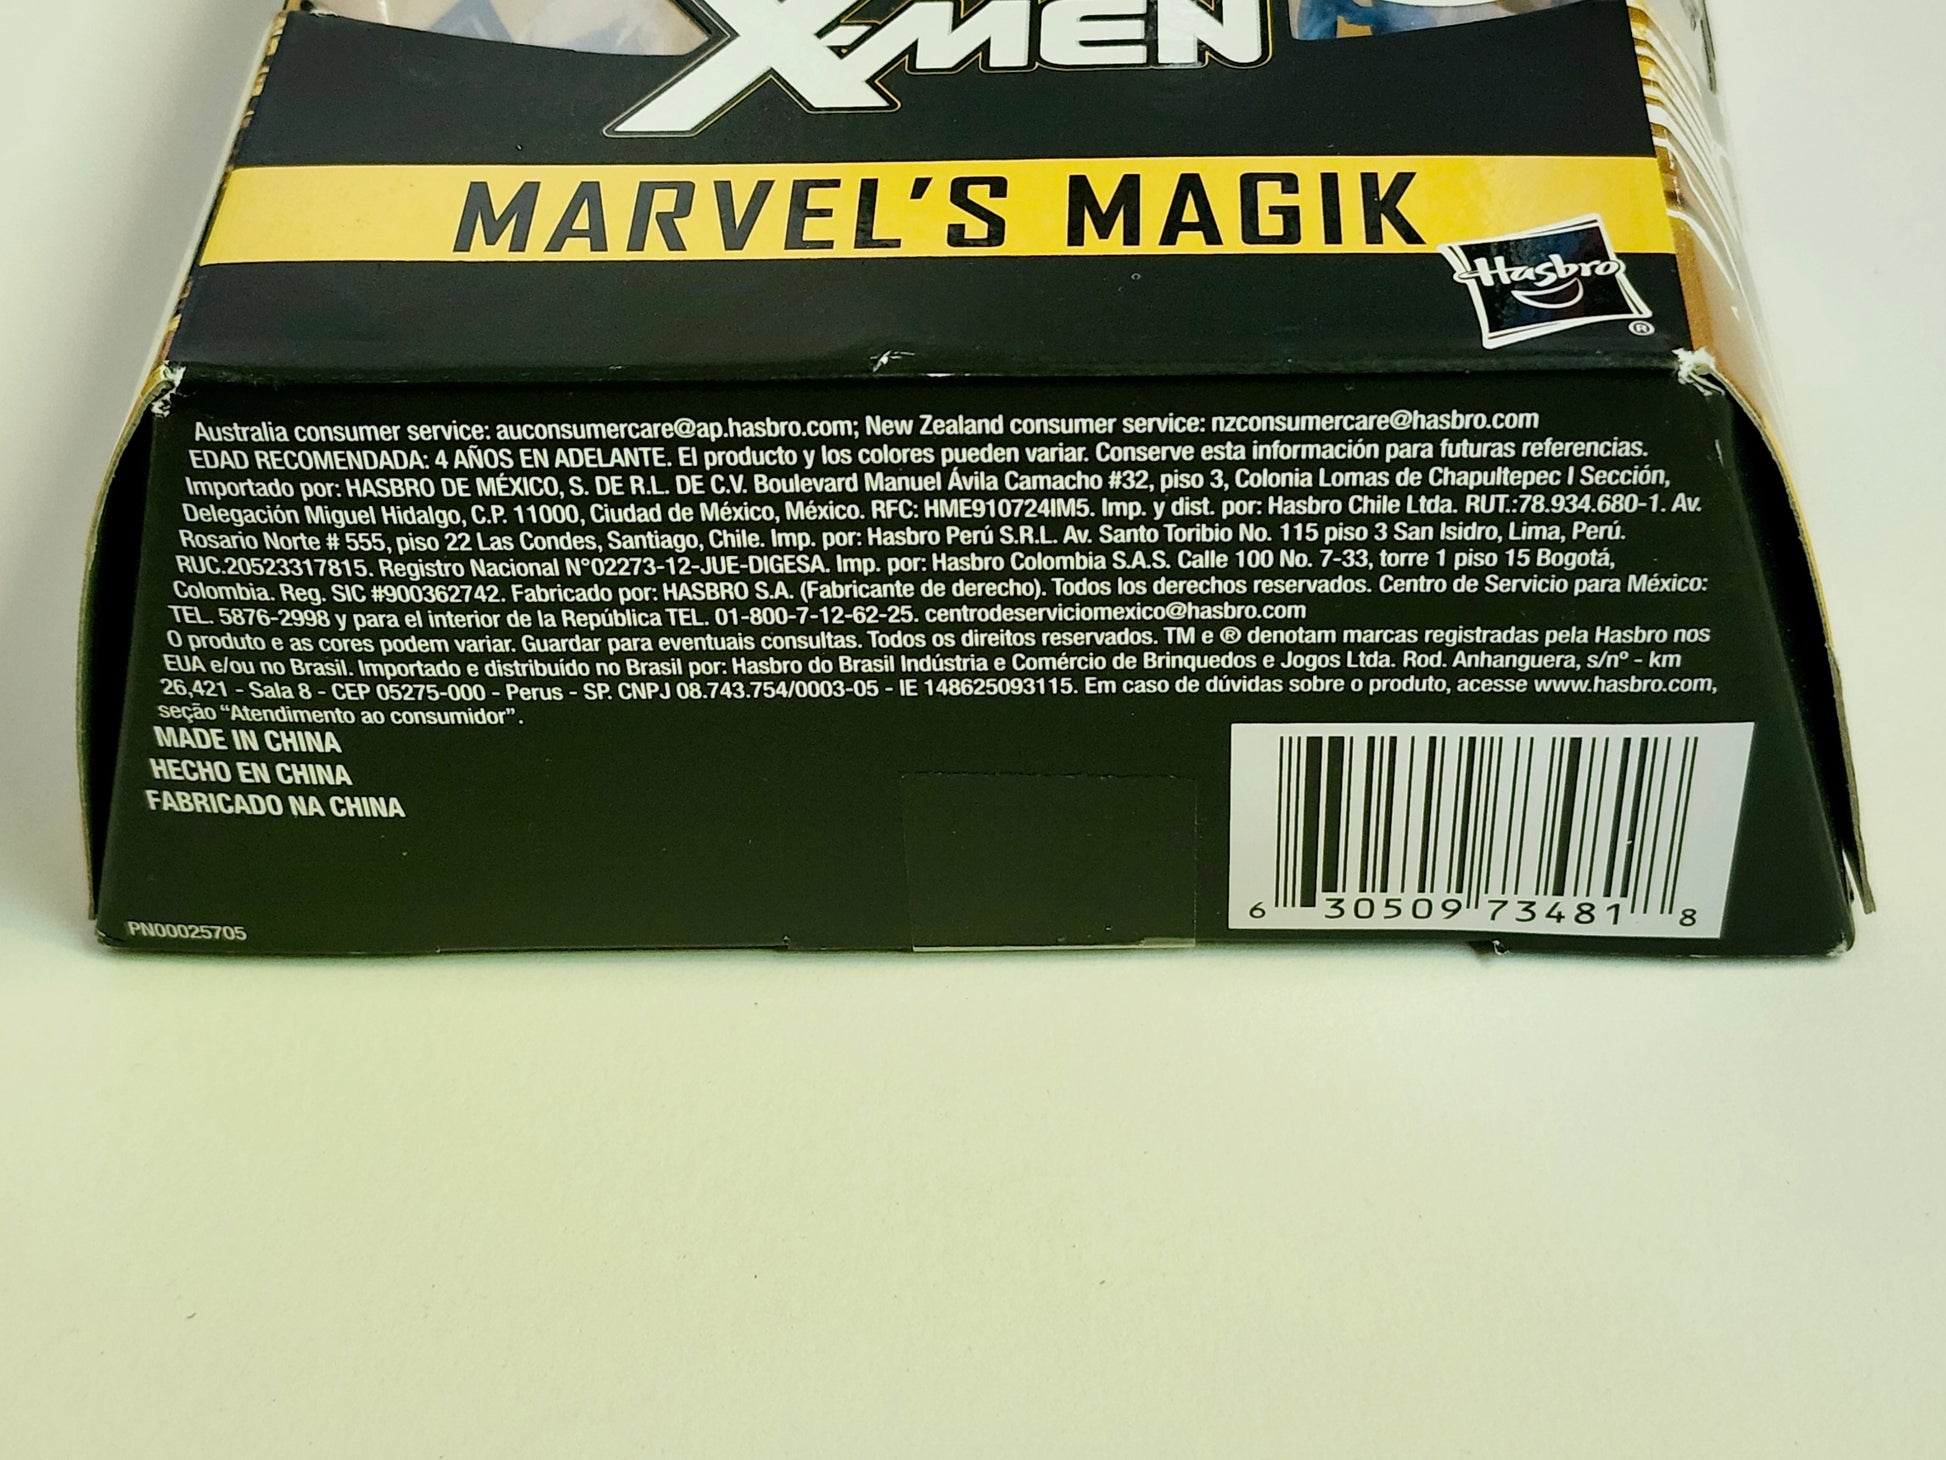 X-MEN
MARVEL'S MAGIK
Hasbro
®
Australia consumer service: auconsumercare@ap.hasbro.com; New Zealand consumer service: nzconsumercare@hasbro.com
EDAD RECOMENDADA: 4 AÑOS EN ADELANTE. El producto y los colores pueden variar. Conserve esta información para futuras referencias.
Importado por: HASBRO DE MÉXICO, S. DE R.L. DE C.V. Boulevard Manuel Ávila Camacho #32, piso 3, Colonia Lomas de Chapultepec I Sección,
Delegación Miguel Hidalgo, C.P. 11000, Ciudad de México, México. RFC: HME910724IM5. Imp. y dist. por: Hasbro Chile Ltda. RUT.:78.934.680-1. Av.
Rosario Norte # 555, piso 22 Las Condes, Santiago, Chile. Imp. por: Hasbro Perú S.R.L. Av. Santo Toribio No. 115 piso 3 San Isidro, Lima, Perú.
RUC.20523317815. Registro Nacional N°02273-12-JUE-DIGESA. Imp. por: Hasbro Colombia S.A.S. Calle 100 No. 7-33, torre 1 piso 15 Bogotá,
Colombia. Reg. SIC #900362742. Fabricado por: HASBRO S.A. (Fabricante de derecho). Todos los derechos reservados. Centro de Servicio para México:
TEL. 5876-2998 y para el interior de la República TEL. 01-800-7-12-62-25. centrodeserviciomexico@hasbro.com
O produto e as cores podem variar. Guardar para eventuais consultas. Todos os direitos reservados. TM e ® denotam marcas registradas pela Hasbro nos
EUA e/ou no Brasil. Importado e distribuído no Brasil por: Hasbro do Brasil Indústria e Comércio de Brinquedos e Jogos Ltda. Rod. Anhanguera, s/nº - km
26,421 - Sala 8 - CEP 05275-000 - Perus - SP. CNPJ 08.743.754/0003-05 - IE 148625093115. Em caso de dúvidas sobre o produto, acesse www.hasbro.com,
seção “Atendimento ao consumidor”.
MADE IN CHINA
HECHO EN CHINA
FABRICADO NA CHINA
6 30509 73481 8
PN00025705